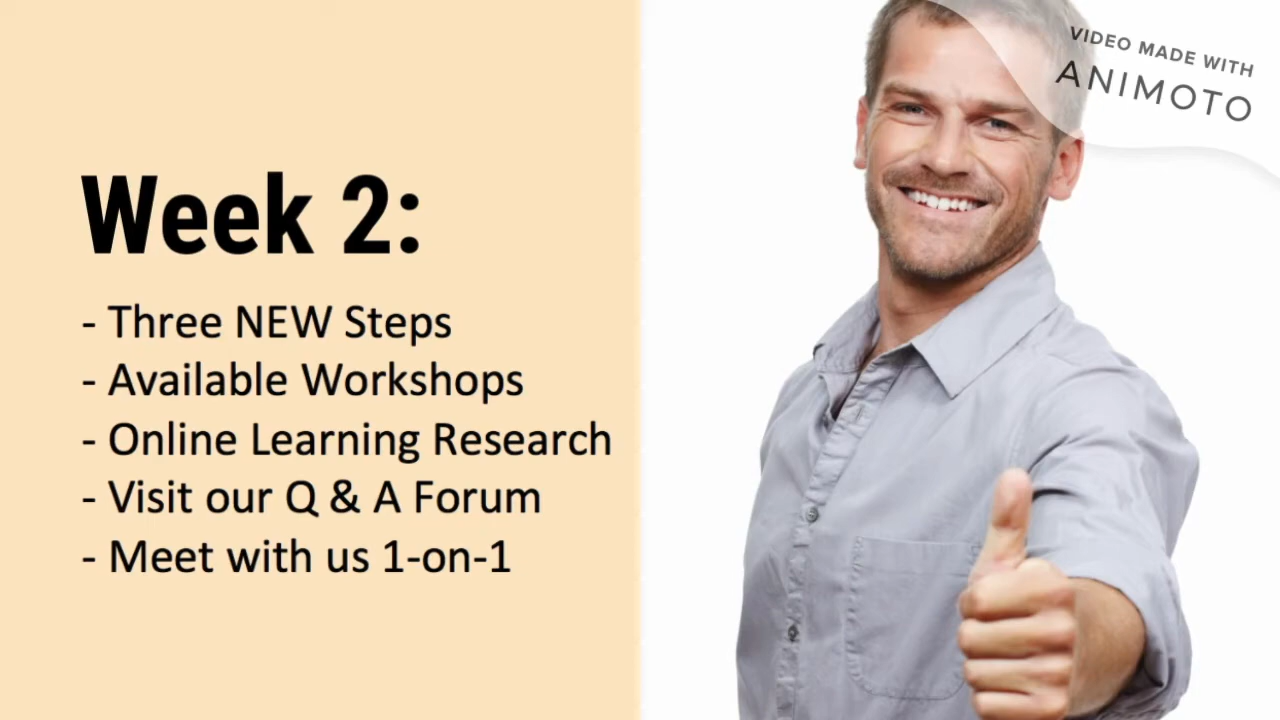 Week 2:
- Three NEW Steps
- Available Workshops
- Online Learning Research
- Visit our Q & A Forum
- Meet with us 1-on-1
VIDEO MADE WITH
ANIMOTO